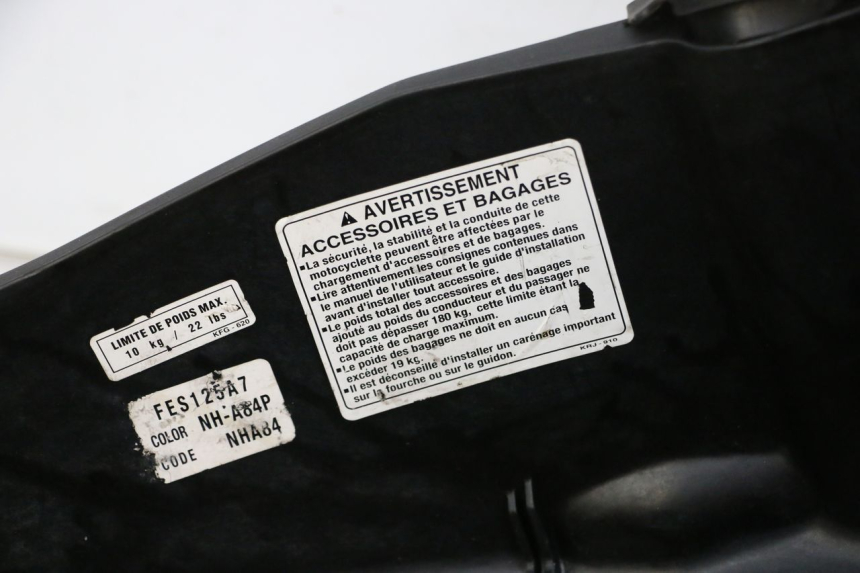 AVERTISSEMENT
ACCESSOIRES ET BAGAGES
▪La sécurité, la stabilité et la conduite de cette
motocyclette peuvent être affectées par le
chargement d'accessoires et de bagages.
▪Lire attentivement les consignes contenues dans
le manuel de l'utilisateur et le guide d'installation
avant d'installer tout accessoire.
▪Le poids total des accessoires et des bagages
ajouté au poids du conducteur et du passager ne
doit pas dépasser 180 kg, cette limite étant la
capacité de charge maximum.
▪Le poids des bagages ne doit en aucun cas
excéder 19 kg.
▪Il est déconseillé d'installer un carénage important
sur la fourche ou sur le guidon.
KRJ-910
LIMITE DE POIDS MAX.
10 kg / 22 lbs
KFG-620
FES125A7
COLOR NH-A84P
CODE NHA84